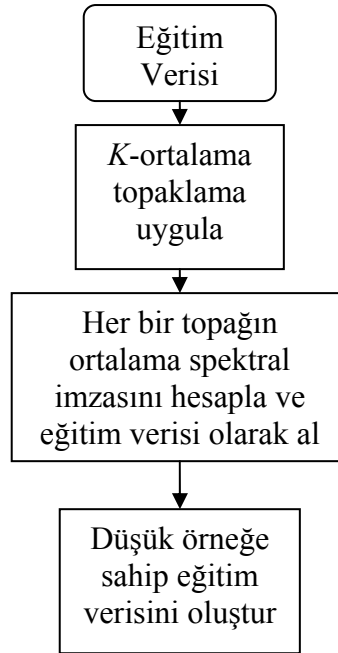 Eğitim
Verisi
K-ortalama
topaklama
uygula
Her bir topağın
ortalama spektral
imzasını hesapla ve
eğitim verisi olarak al
Düşük örneğe
sahip eğitim
verisini oluştur